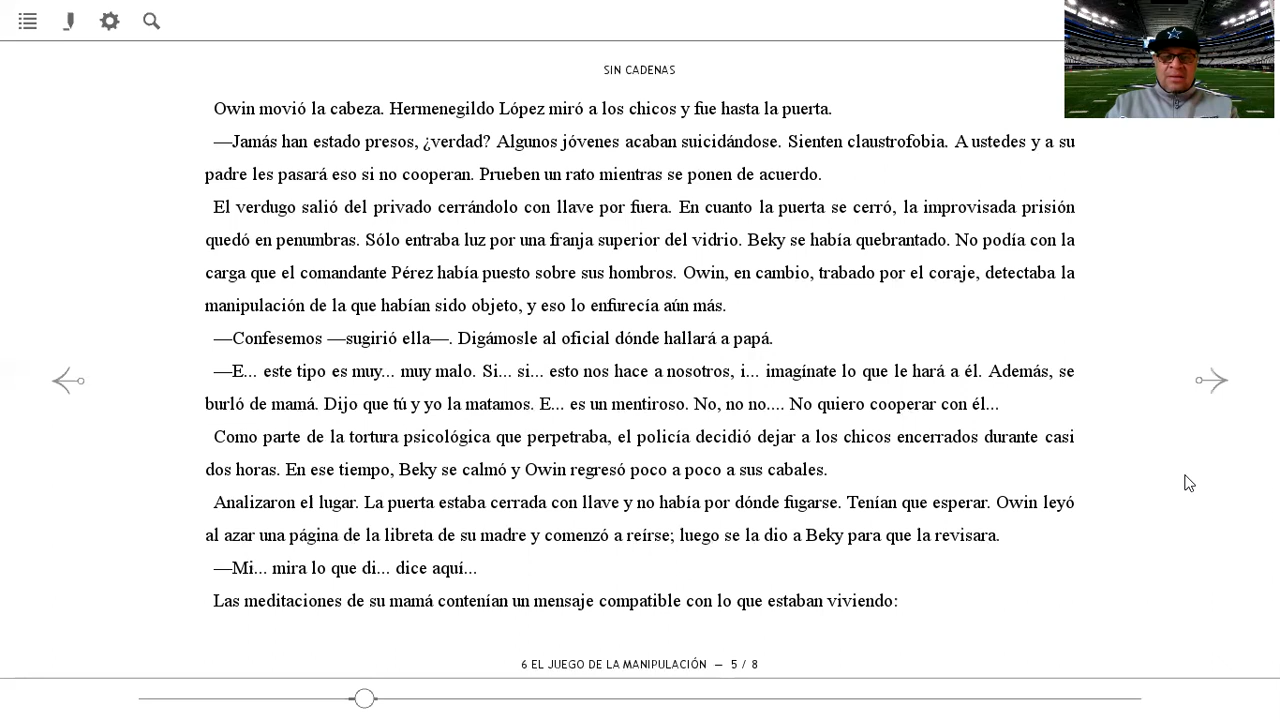 SIN CADENAS
Owin movió la cabeza. Hermenegildo López miró a los chicos y fue hasta la puerta.
—Jamás han estado presos, ¿verdad? Algunos jóvenes acaban suicidándose. Sienten claustrofobia. A ustedes y a su
padre les pasará eso si no cooperan. Prueben un rato mientras se ponen de acuerdo.
El verdugo salió del privado cerrándolo con llave por fuera. En cuanto la puerta se cerró, la improvisada prisión
quedó en penumbras. Sólo entraba luz por una franja superior del vidrio. Beky se había quebrantado. No podía con la
carga que el comandante Pérez había puesto sobre sus hombros. Owin, en cambio, trabado por el coraje, detectaba la
manipulación de la que habían sido objeto, y eso lo enfurecía aún más.
—Confesemos —sugirió ella—. Digámosle al oficial dónde hallará a papá.
—E... este tipo es muy... muy malo. Si... si... esto nos hace a nosotros, i... imagínate lo que le hará a él. Además, se
burló de mamá. Dijo que tú y yo la matamos. E... es un mentiroso. No, no no.... No quiero cooperar con él...
Como parte de la tortura psicológica que perpetraba, el policía decidió dejar a los chicos encerrados durante casi
dos horas. En ese tiempo, Beky se calmó y Owin regresó poco a poco a sus cabales.
Analizaron el lugar. La puerta estaba cerrada con llave y no había por dónde fugarse. Tenían que esperar. Owin leyó
al azar una página de la libreta de su madre y comenzó a reírse; luego se la dio a Beky para que la revisara.
—Mi... mira lo que di... dice aquí...
Las meditaciones de su mamá contenían un mensaje compatible con lo que estaban viviendo:
6 EL JUEGO DE LA MANIPULACIÓN — 5 / 8